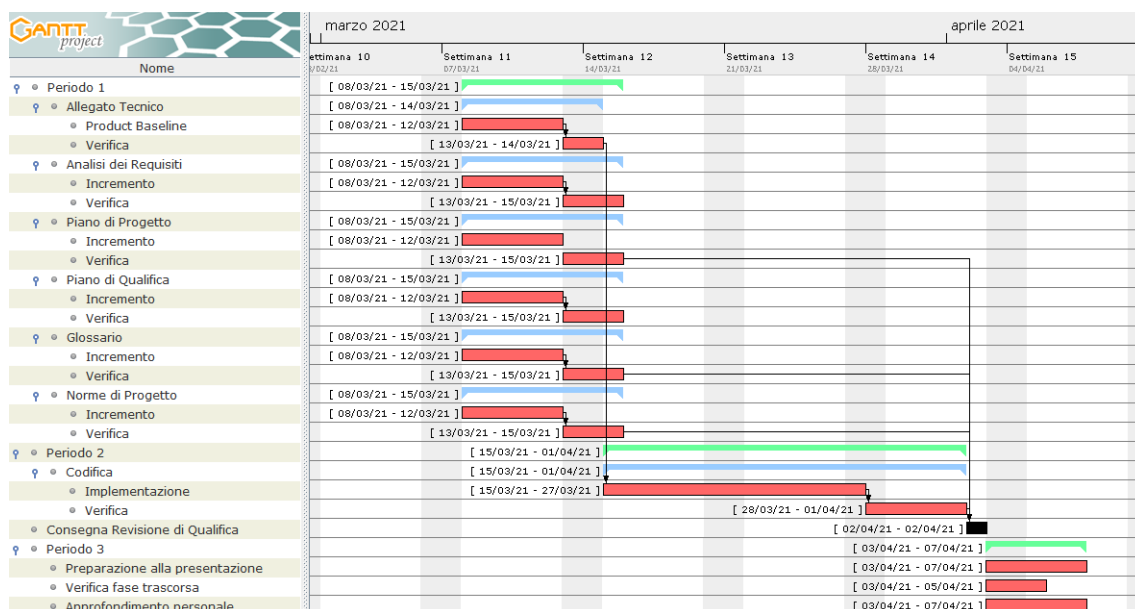 GANTT
project
marzo 2021
aprile 2021
ettimana 10
Settimana 11
Settimana 12
Settimana 13
Settimana 14
Settimana 15
/02/21
07/03/21
14/03/21
21/03/21
28/03/21
04/04/21
Nome
Periodo 1 [ 08/03/21 - 15/03/21 ]
Allegato Tecnico [ 08/03/21 - 14/03/21 ]
Product Baseline [ 08/03/21 - 12/03/21 ]
Verifica [ 13/03/21 - 14/03/21 ]
Analisi dei Requisiti [ 08/03/21 - 15/03/21 ]
Incremento [ 08/03/21 - 12/03/21 ]
Verifica [ 13/03/21 - 15/03/21 ]
Piano di Progetto [ 08/03/21 - 15/03/21 ]
Incremento [ 08/03/21 - 12/03/21 ]
Verifica [ 13/03/21 - 15/03/21 ]
Piano di Qualifica [ 08/03/21 - 15/03/21 ]
Incremento [ 08/03/21 - 12/03/21 ]
Verifica [ 13/03/21 - 15/03/21 ]
Glossario [ 08/03/21 - 15/03/21 ]
Incremento [ 08/03/21 - 12/03/21 ]
Verifica [ 13/03/21 - 15/03/21 ]
Norme di Progetto [ 08/03/21 - 15/03/21 ]
Incremento [ 08/03/21 - 12/03/21 ]
Verifica [ 13/03/21 - 15/03/21 ]
Periodo 2 [ 15/03/21 - 01/04/21 ]
Codifica [ 15/03/21 - 01/04/21 ]
Implementazione [ 15/03/21 - 27/03/21 ]
Verifica [ 28/03/21 - 01/04/21 ]
Consegna Revisione di Qualifica [ 02/04/21 - 02/04/21 ]
Periodo 3 [ 03/04/21 - 07/04/21 ]
Preparazione alla presentazione [ 03/04/21 - 07/04/21 ]
Verifica fase trascorsa [ 03/04/21 - 05/04/21 ]
Approfondimento personale [ 03/04/21 - 07/04/21 ]